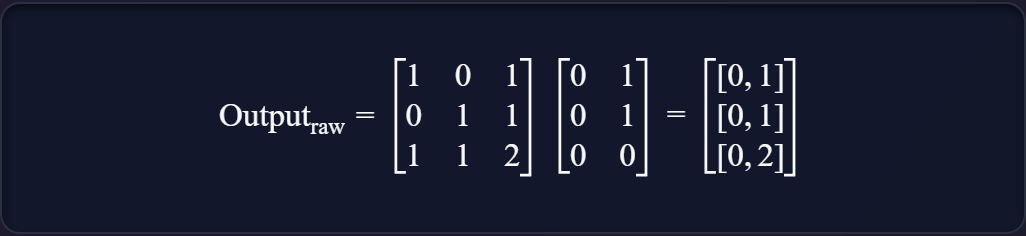 Output_raw = [1 0 1; 0 1 1; 1 1 2] [0 1; 0 1; 0 0] = [[0, 1]; [0, 1]; [0, 2]]